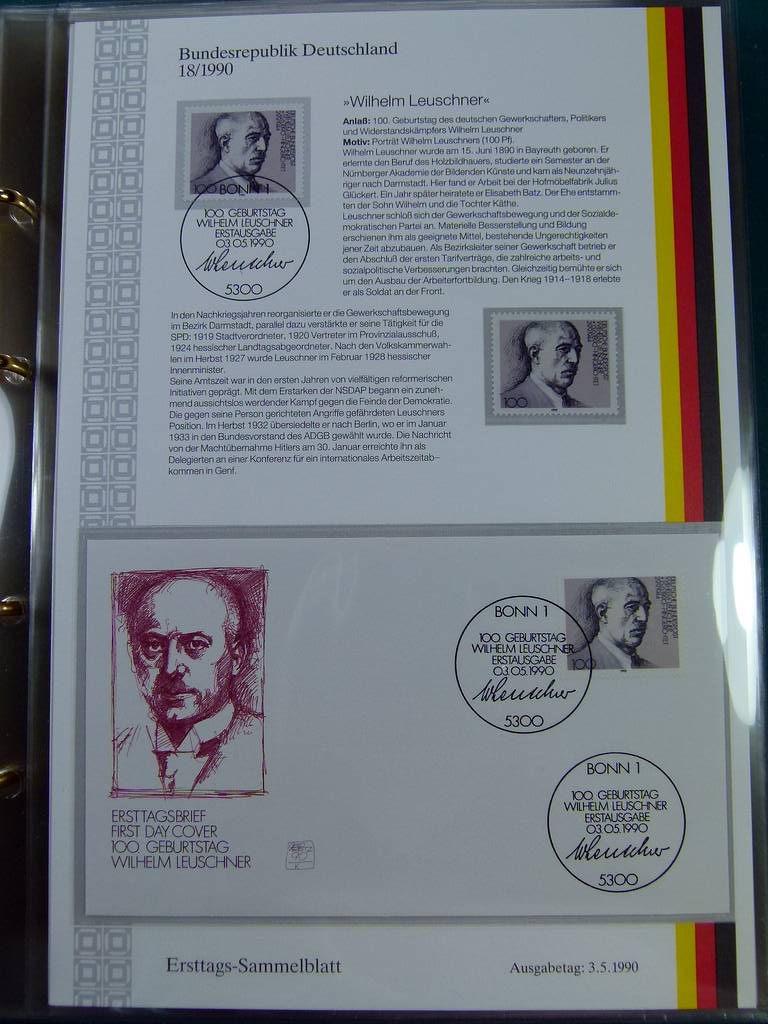 Bundesrepublik Deutschland
18/1990
»Wilhelm Leuschner«
Anlaß: 100. Geburtstag des deutschen Gewerkschafters, Politikers
und Widerstandskämpfers Wilhelm Leuschner
Motiv: Porträt Wilhelm Leuschners (100 Pf).
Wilhelm Leuschner wurde am 15. Juni 1890 in Bayreuth geboren. Er
erlernte den Beruf des Holzbildhauers, studierte ein Semester an der
Nürnberger Akademie der Bildenden Künste und kam als Neunzehnjäh-
riger nach Darmstadt. Hier fand er Arbeit bei der Hofmöbelfabrik Julius
Glückert. Ein Jahr später heiratete er Elisabeth Batz. Der Ehe entstamm-
ten der Sohn Wilhelm und die Tochter Käthe.
Leuschner schloß sich der Gewerkschaftsbewegung und der Sozialde-
mokratischen Partei an. Materielle Besserstellung und Bildung
erschienen ihm als geeignete Mittel, bestehende Ungerechtigkeiten
jener Zeit abzubauen. Als Bezirksleiter seiner Gewerkschaft betrieb er
den Abschluß der ersten Tarifverträge, die zahlreiche arbeits- und
sozialpolitische Verbesserungen brachten. Gleichzeitig bemühte er sich
um den Ausbau der Arbeiterfortbildung. Den Krieg 1914–1918 erlebte
er als Soldat an der Front.
100 BONN 1
100 GEBURTSTAG
WILHELM LEUSCHNER
ERSTAUSGABE
03.05.1990
WLeuschner
5300
In den Nachkriegsjahren reorganisierte er die Gewerkschaftsbewegung
im Bezirk Darmstadt, parallel dazu verstärkte er seine Tätigkeit für die
SPD: 1919 Stadtverordneter, 1920 Vertreter im Provinzialausschuß,
1924 hessischer Landtagsabgeordneter. Nach den Volkskammerwah-
len im Herbst 1927 wurde Leuschner im Februar 1928 hessischer
Innenminister.
Seine Amtszeit war in den ersten Jahren von vielfältigen reformerischen
Initiativen geprägt. Mit dem Erstarken der NSDAP begann ein zuneh-
mend aussichtslos werdender Kampf gegen die Feinde der Demokratie.
Die gegen seine Person gerichteten Angriffe gefährdeten Leuschners
Position. Im Herbst 1932 übersiedelte er nach Berlin, wo er im Januar
1933 in den Bundesvorstand des ADGB gewählt wurde. Die Nachricht
von der Machtübernahme Hitlers am 30. Januar erreichte ihn als
Delegierten an einer Konferenz für ein internationales Arbeitszeitab-
kommen in Genf.
100
BONN 1
100 GEBURTSTAG
WILHELM LEUSCHNER
ERSTAUSGABE
03.05.1990
WLeuschner
5300
100
BONN 1
100 GEBURTSTAG
WILHELM LEUSCHNER
ERSTAUSGABE
03.05.1990
WLeuschner
5300
ERSTTAGSBRIEF
FIRST DAY COVER
100 GEBURTSTAG
WILHELM LEUSCHNER
Ersttags-Sammelblatt
Ausgabetag: 3.5.1990